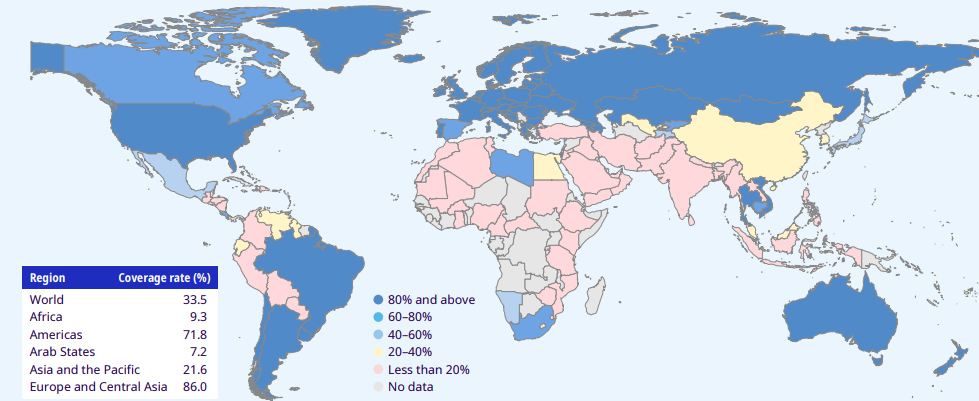 Region Coverage rate (%)
World 33.5
Africa 9.3
Americas 71.8
Arab States 7.2
Asia and the Pacific 21.6
Europe and Central Asia 86.0
80% and above
60–80%
40–60%
20–40%
Less than 20%
No data